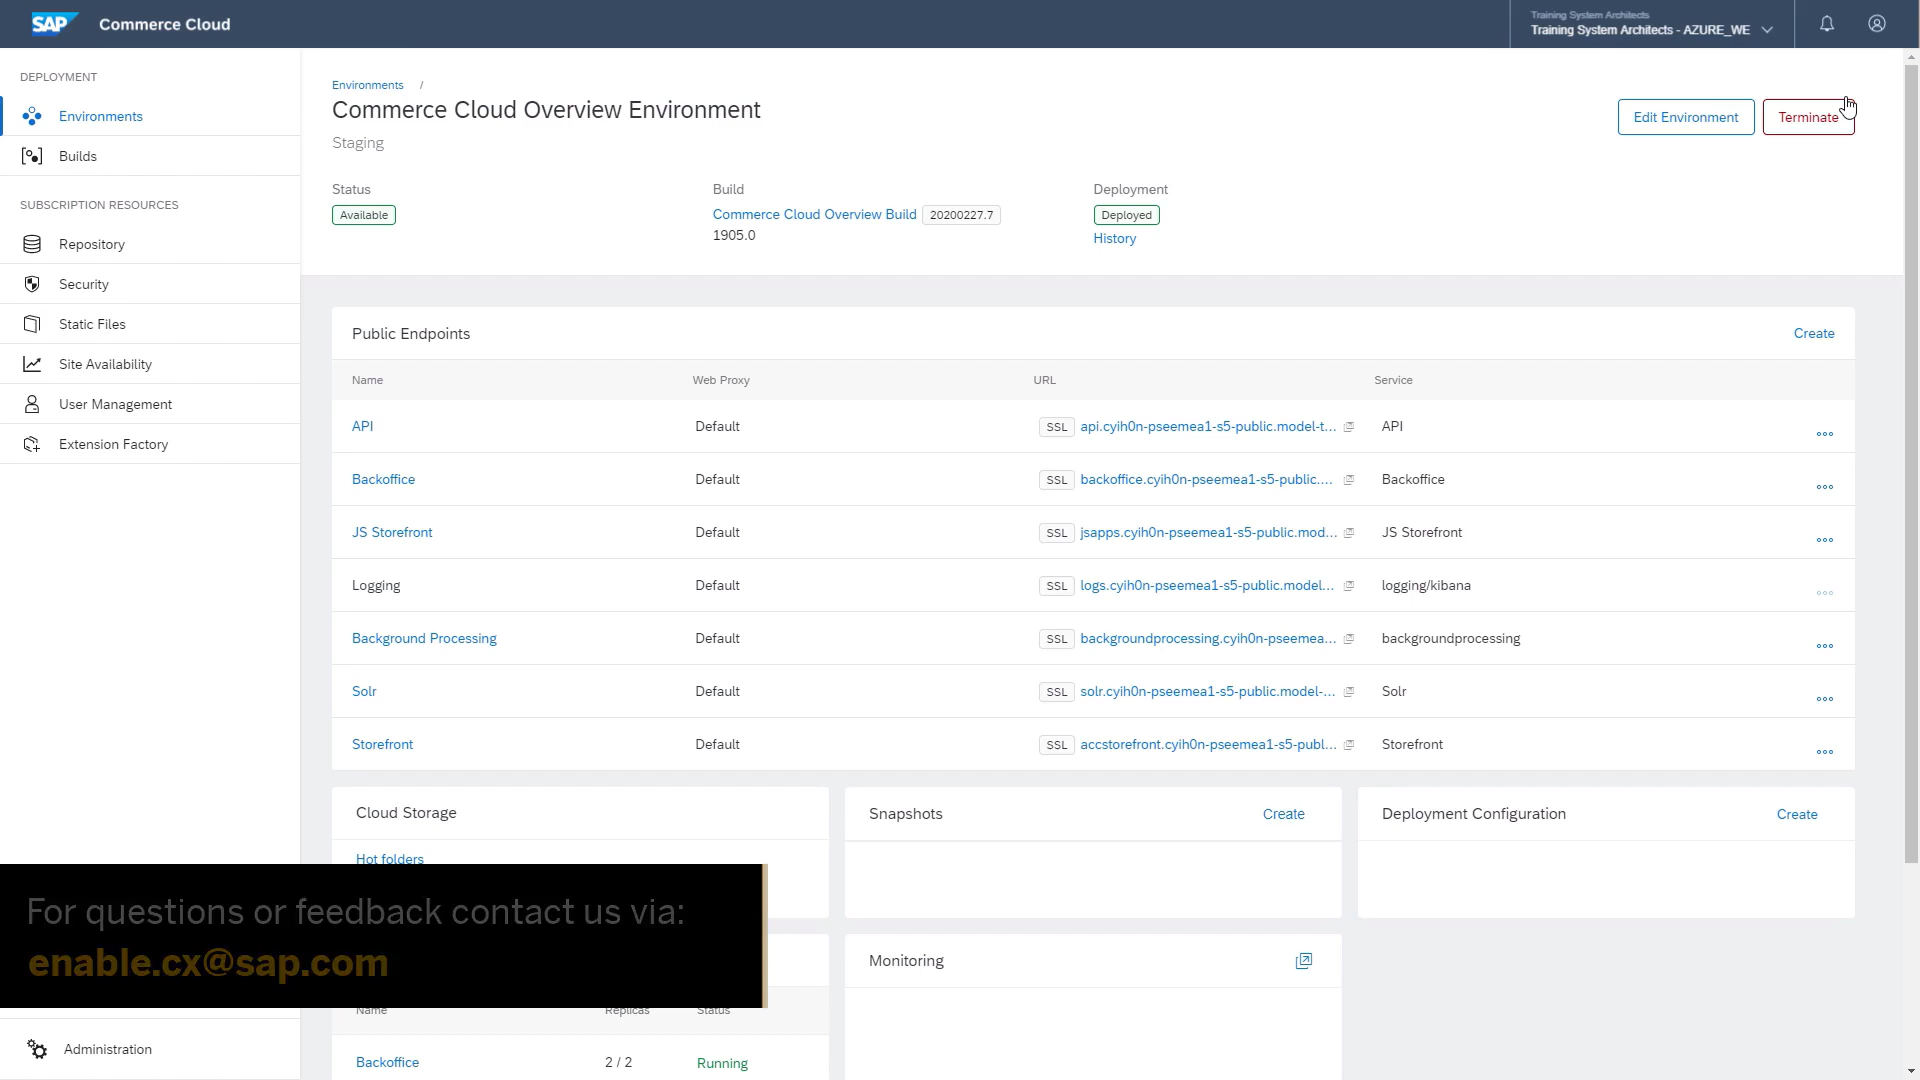 SAP Commerce Cloud
Training System Architects
Training System Architects - AZURE_WE
DEPLOYMENT
Environments
Builds
SUBSCRIPTION RESOURCES
Repository
Security
Static Files
Site Availability
User Management
Extension Factory
Administration
Environments /
Commerce Cloud Overview Environment
Staging
Edit Environment
Terminate
Status
Available
Build
Commerce Cloud Overview Build 20200227.7
1905.0
Deployment
Deployed
History
Public Endpoints Create
Name Web Proxy URL Service
API Default SSL api.cyih0n-pseemea1-s5-public.model-t... API
Backoffice Default SSL backoffice.cyih0n-pseemea1-s5-public.... Backoffice
JS Storefront Default SSL jsapps.cyih0n-pseemea1-s5-public.mod... JS Storefront
Logging Default SSL logs.cyih0n-pseemea1-s5-public.model... logging/kibana
Background Processing Default SSL backgroundprocessing.cyih0n-pseemea... backgroundprocessing
Solr Default SSL solr.cyih0n-pseemea1-s5-public.model-... Solr
Storefront Default SSL accstorefront.cyih0n-pseemea1-s5-publ... Storefront
Cloud Storage
Hot folders
Snapshots Create
Deployment Configuration Create
For questions or feedback contact us via:
enable.cx@sap.com
Monitoring
Name Replicas Status
Backoffice 2 / 2 Running